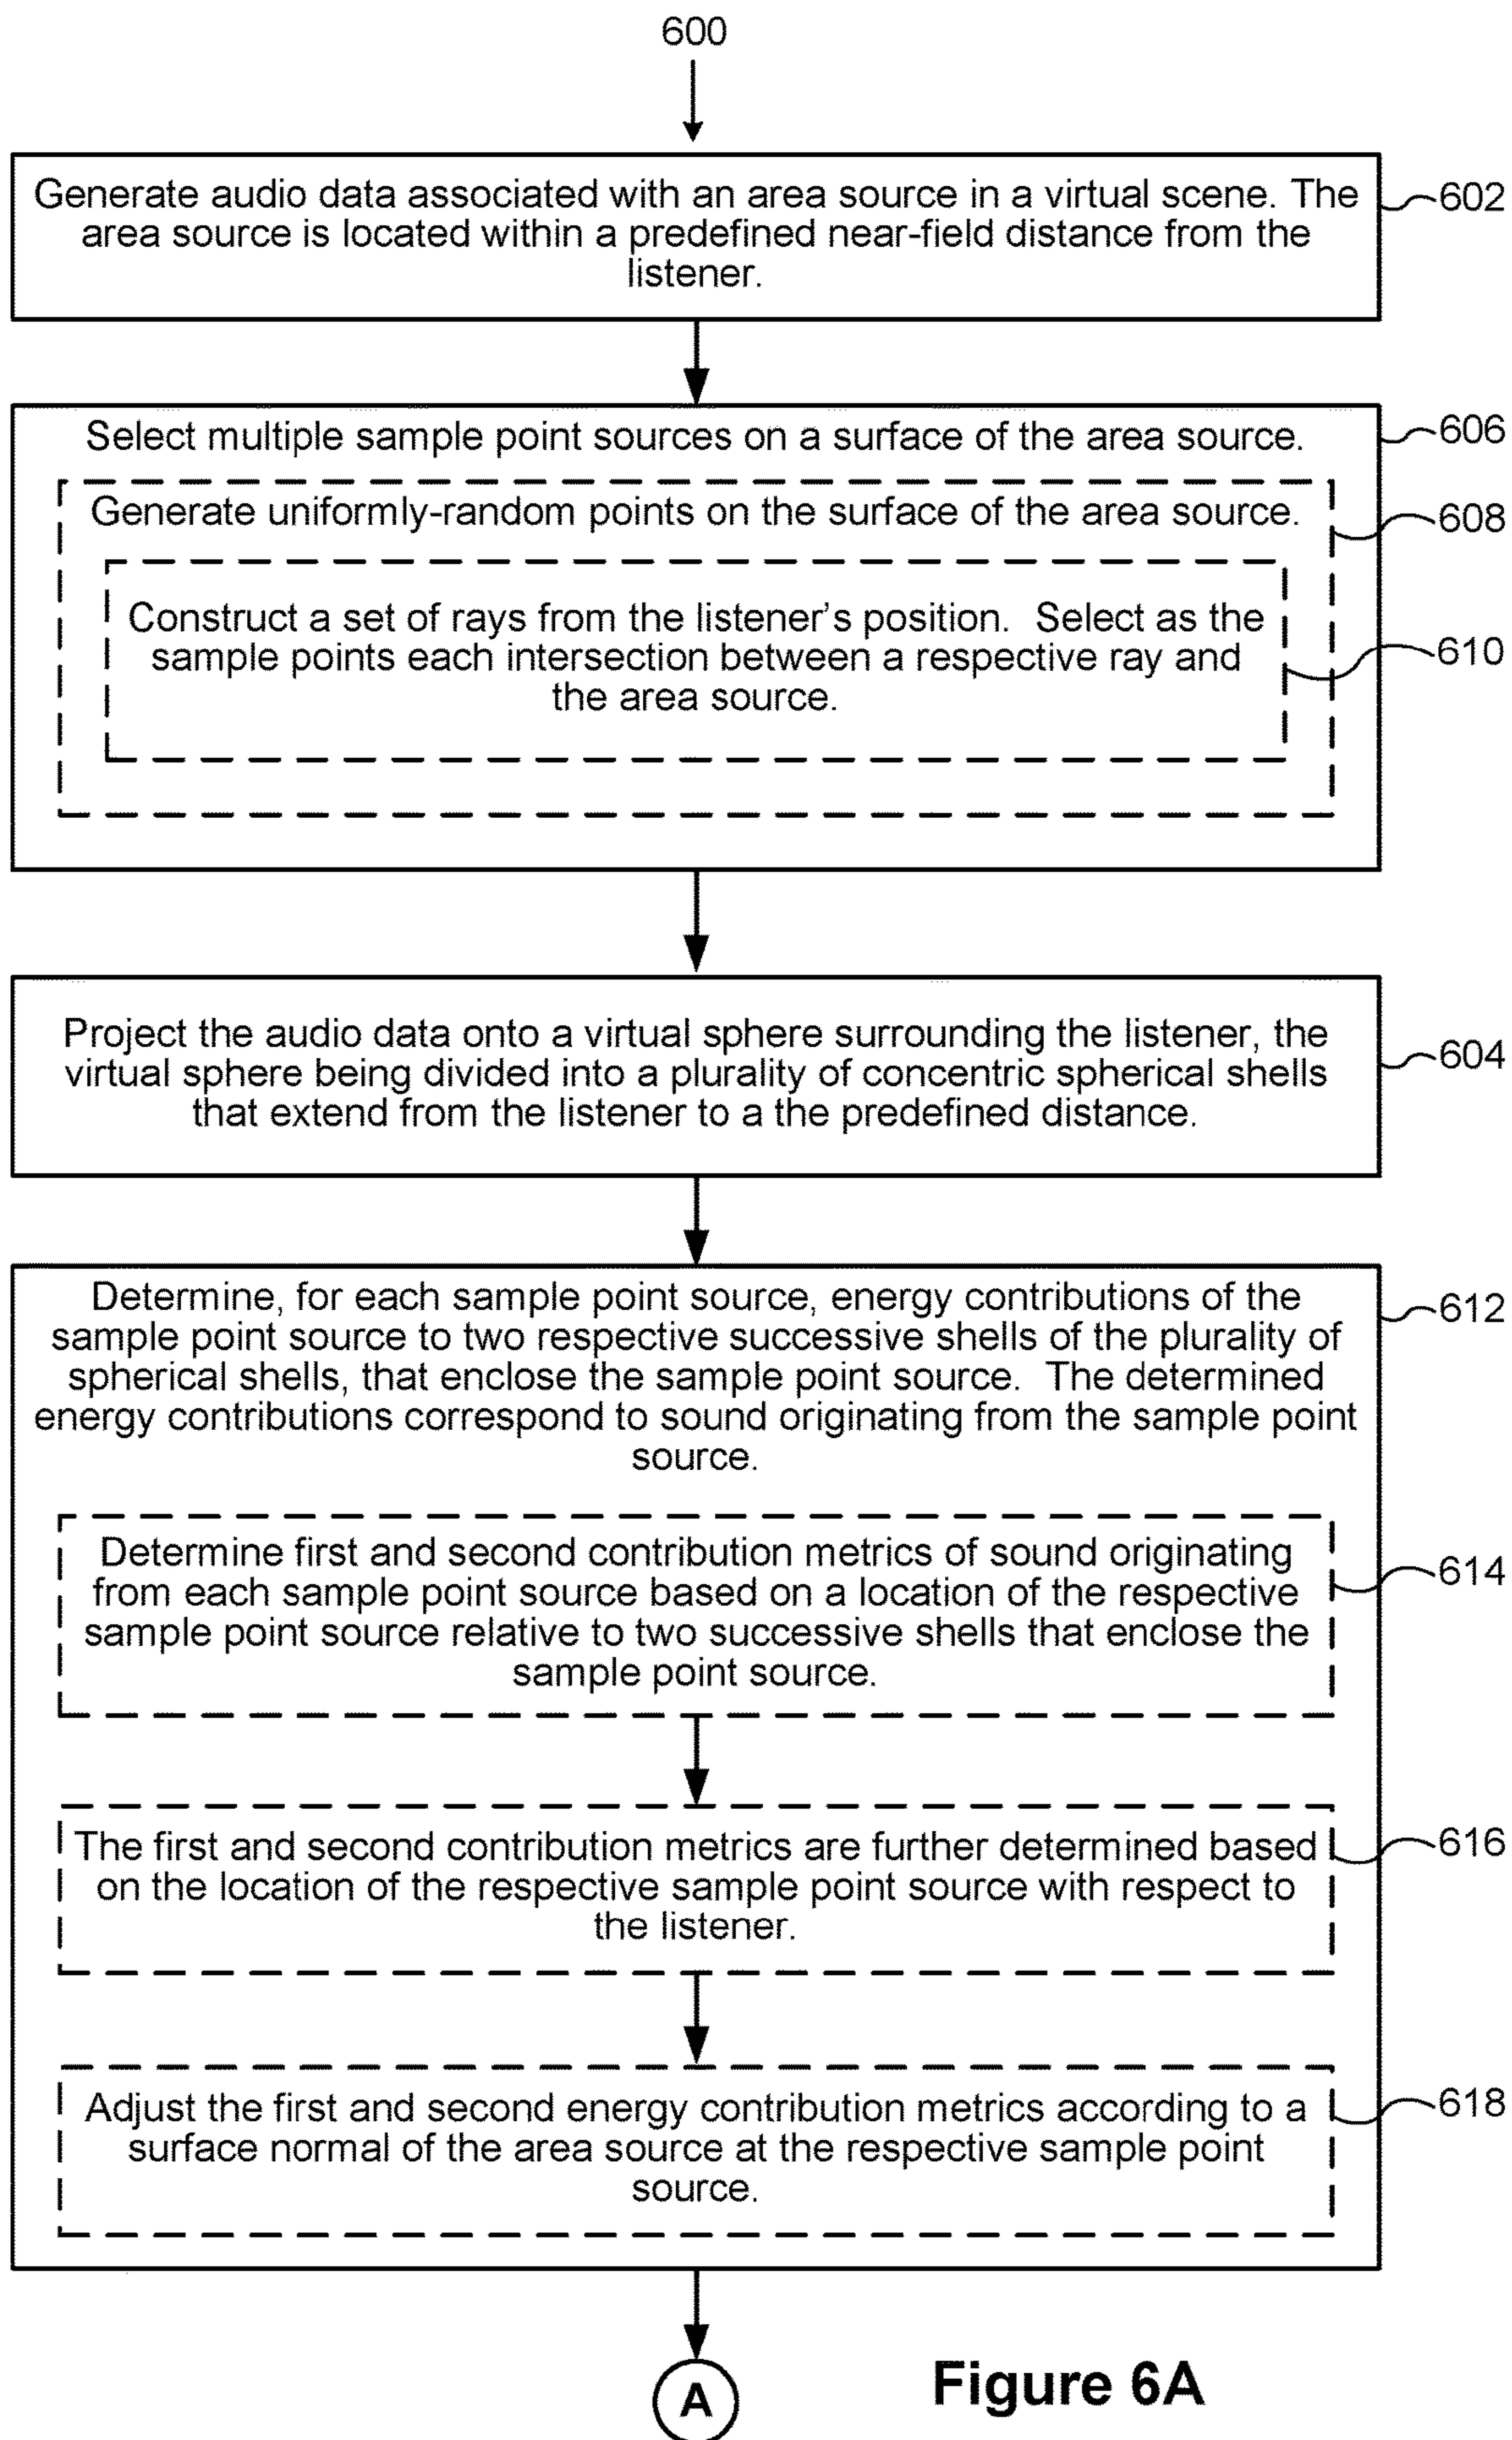 600
Generate audio data associated with an area source in a virtual scene. The
area source is located within a predefined near-field distance from the
listener.
602
Select multiple sample point sources on a surface of the area source.
606
Generate uniformly-random points on the surface of the area source.
608
Construct a set of rays from the listener's position. Select as the
sample points each intersection between a respective ray and
the area source.
610
Project the audio data onto a virtual sphere surrounding the listener, the
virtual sphere being divided into a plurality of concentric spherical shells
that extend from the listener to a the predefined distance.
604
Determine, for each sample point source, energy contributions of the
sample point source to two respective successive shells of the plurality of
spherical shells, that enclose the sample point source. The determined
energy contributions correspond to sound originating from the sample point
source.
612
Determine first and second contribution metrics of sound originating
from each sample point source based on a location of the respective
sample point source relative to two successive shells that enclose the
sample point source.
614
The first and second contribution metrics are further determined based
on the location of the respective sample point source with respect to
the listener.
616
Adjust the first and second energy contribution metrics according to a
surface normal of the area source at the respective sample point
source.
618
A
Figure 6A